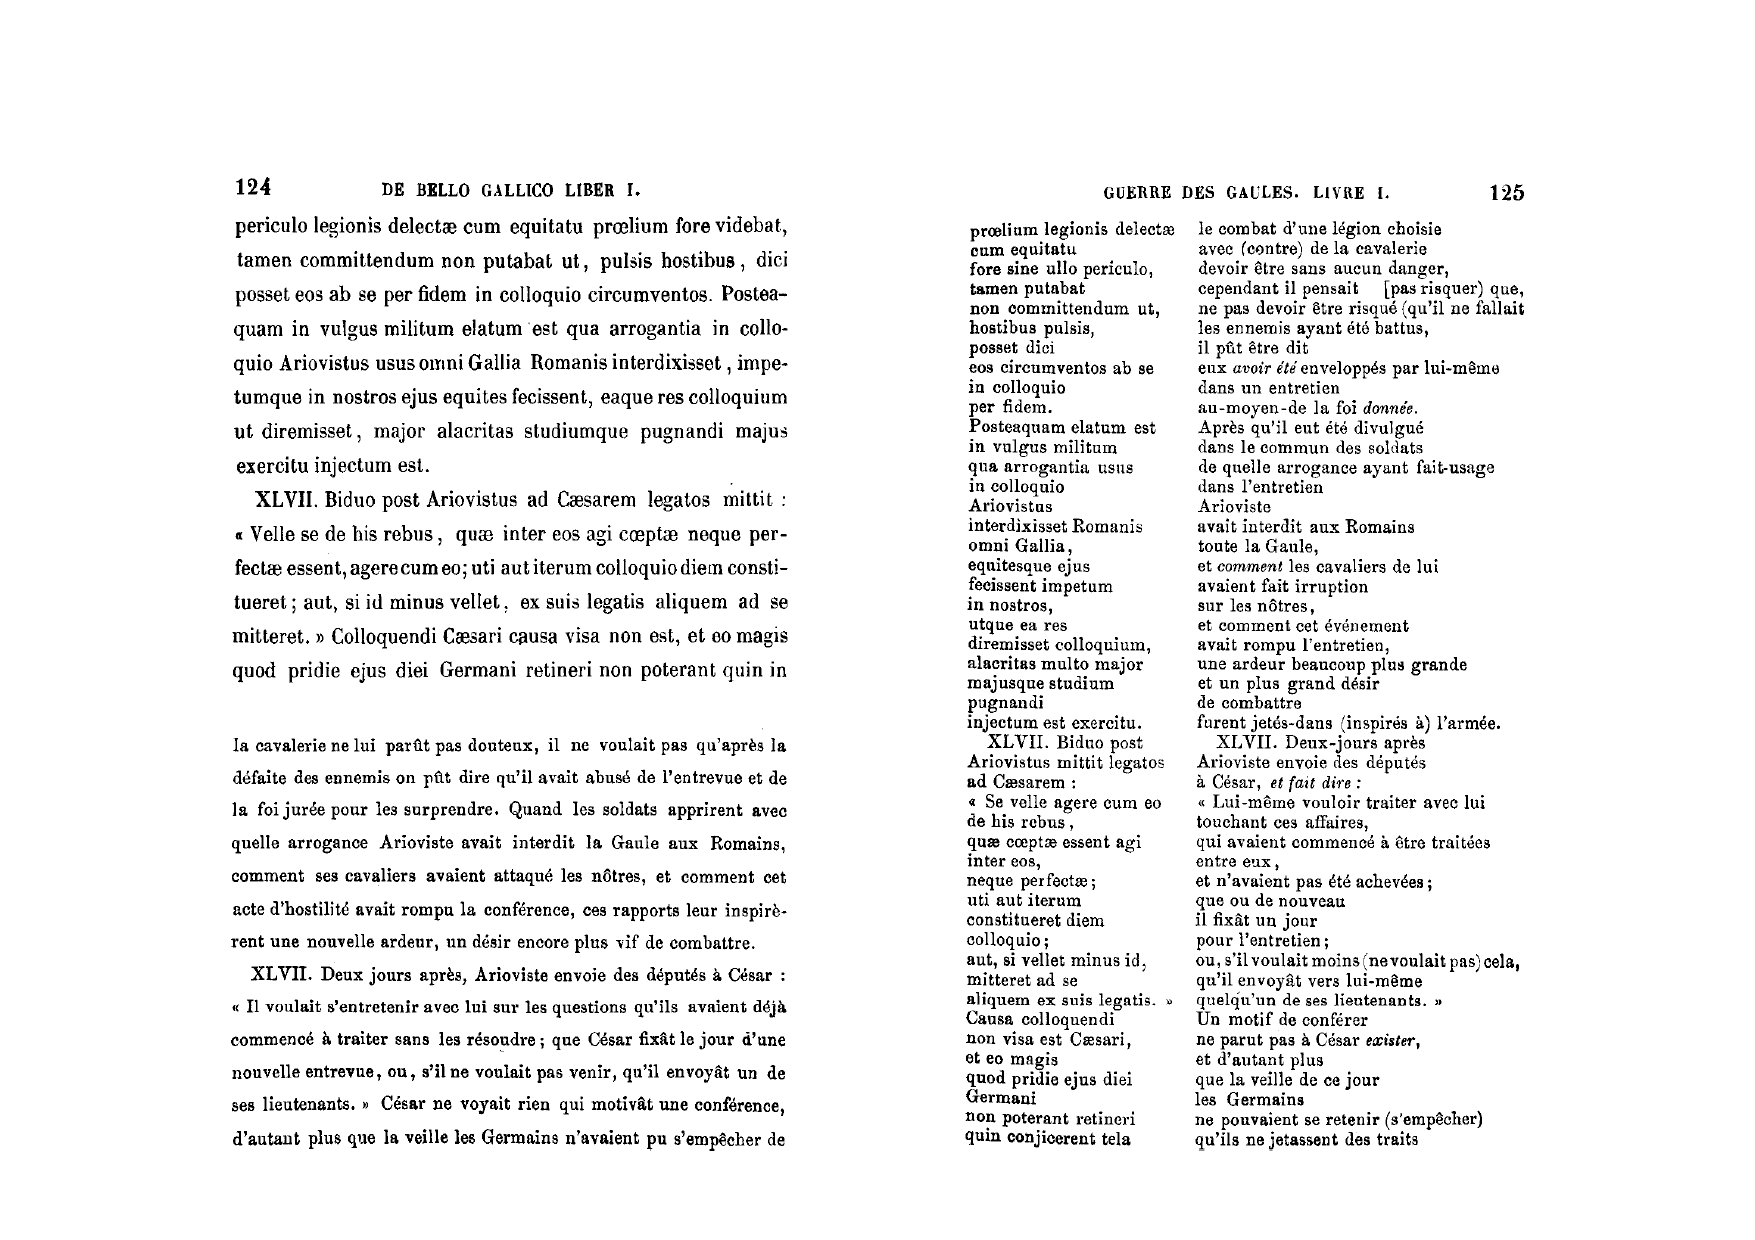 124 DE BELLO GALLICO LIBER I.
periculo legionis delectæ cum equitatu prœlium fore videbat,
tamen committendum non putabat ut, pulsis hostibus, dici
posset eos ab se per fidem in colloquio circumventos. Postea-
quam in vulgus militum elatum est qua arrogantia in collo-
quio Ariovistus usus omni Gallia Romanis interdixisset, impe-
tumque in nostros ejus equites fecissent, eaque res colloquium
ut diremisset, major alacritas studiumque pugnandi majus
exercitu injectum est.
XLVII. Biduo post Ariovistus ad Cæsarem legatos mittit :
« Velle se de his rebus, quæ inter eos agi cœptæ neque per-
fectæ essent, agere cum eo; uti aut iterum colloquio diem consti-
tueret; aut, si id minus vellet, ex suis legatis aliquem ad se
mitteret. » Colloquendi Cæsari causa visa non est, et eo magis
quod pridie ejus diei Germani retineri non poterant quin in
la cavalerie ne lui parût pas douteux, il ne voulait pas qu'après la
défaite des ennemis on pût dire qu'il avait abusé de l'entrevue et de
la foi jurée pour les surprendre. Quand les soldats apprirent avec
quelle arrogance Arioviste avait interdit la Gaule aux Romains,
comment ses cavaliers avaient attaqué les nôtres, et comment cet
acte d'hostilité avait rompu la conférence, ces rapports leur inspirè-
rent une nouvelle ardeur, un désir encore plus vif de combattre.
XLVII. Deux jours après, Arioviste envoie des députés à César :
« Il voulait s'entretenir avec lui sur les questions qu'ils avaient déjà
commencé à traiter sans les résoudre; que César fixât le jour d'une
nouvelle entrevue, ou, s'il ne voulait pas venir, qu'il envoyât un de
ses lieutenants. » César ne voyait rien qui motivât une conférence,
d'autant plus que la veille les Germains n'avaient pu s'empêcher de
GUERRE DES GAULES. LIVRE I. 125
prœlium legionis delectæ
cum equitatu
fore sine ullo periculo,
tamen putabat
non committendum ut,
hostibus pulsis,
posset dici
eos circumventos ab se
in colloquio
per fidem.
Posteaquam elatum est
in vulgus militum
qua arrogantia usus
in colloquio
Ariovistus
interdixisset Romanis
omni Gallia,
equitesque ejus
fecissent impetum
in nostros,
utque ea res
diremisset colloquium,
alacritas multo major
majusque studium
pugnandi
injectum est exercitu.
XLVII. Biduo post
Ariovistus mittit legatos
ad Cæsarem :
« Se velle agere cum eo
de his rebus,
quæ cœptæ essent agi
inter eos,
neque perfectæ;
uti aut iterum
constitueret diem
colloquio;
aut, si vellet minus id,
mitteret ad se
aliquem ex suis legatis. »
Causa colloquendi
non visa est Cæsari,
et eo magis
quod pridie ejus diei
Germani
non poterant retineri
quin conjicerent tela
le combat d'une légion choisie
avec (contre) de la cavalerie
devoir être sans aucun danger,
cependant il pensait [pas risquer) que,
ne pas devoir être risqué (qu'il ne fallait
les ennemis ayant été battus,
il pût être dit
eux avoir été enveloppés par lui-même
dans un entretien
au-moyen-de la foi donnée.
Après qu'il eut été divulgué
dans le commun des soldats
de quelle arrogance ayant fait-usage
dans l'entretien
Arioviste
avait interdit aux Romains
toute la Gaule,
et comment les cavaliers de lui
avaient fait irruption
sur les nôtres,
et comment cet événement
avait rompu l'entretien,
une ardeur beaucoup plus grande
et un plus grand désir
de combattre
furent jetés-dans (inspirés à) l'armée.
XLVII. Deux-jours après
Arioviste envoie des députés
à César, et fait dire :
« Lui-même vouloir traiter avec lui
touchant ces affaires,
qui avaient commencé à être traitées
entre eux,
et n'avaient pas été achevées;
que ou de nouveau
il fixât un jour
pour l'entretien;
ou, s'il voulait moins (ne voulait pas) cela,
qu'il envoyât vers lui-même
quelqu'un de ses lieutenants. »
Un motif de conférer
ne parut pas à César exister,
et d'autant plus
que la veille de ce jour
les Germains
ne pouvaient se retenir (s'empêcher)
qu'ils ne jetassent des traits